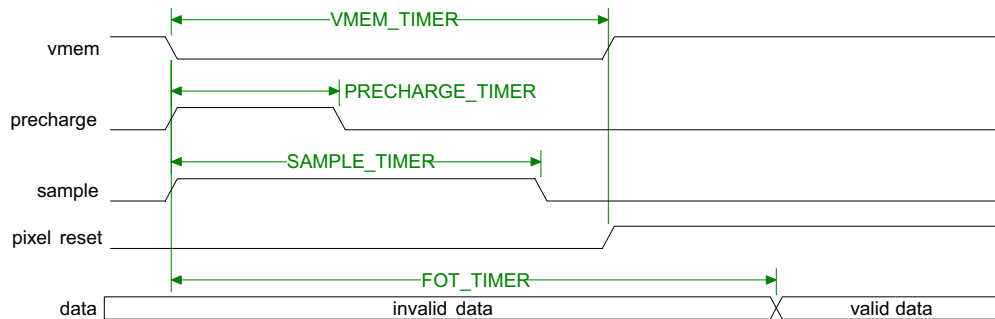 VMEM_TIMER
vmem
PRECHARGE_TIMER
precharge
SAMPLE_TIMER
sample
pixel reset
FOT_TIMER
data invalid data valid data